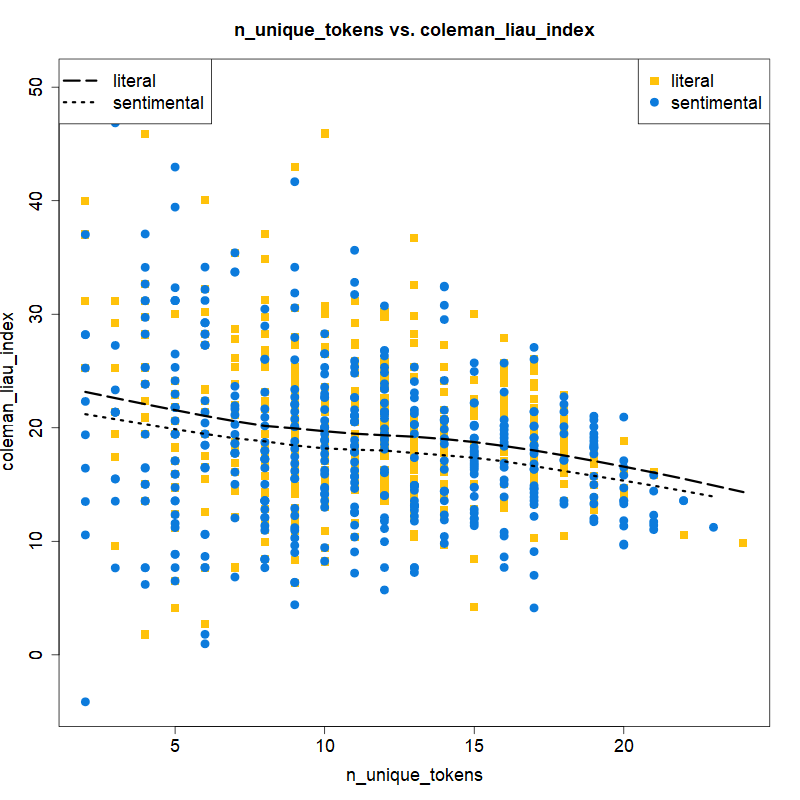 n_unique_tokens vs. coleman_liau_index
literal
sentimental
literal
sentimental
50
40
30
20
10
0
coleman_liau_index
5
10
15
20
n_unique_tokens